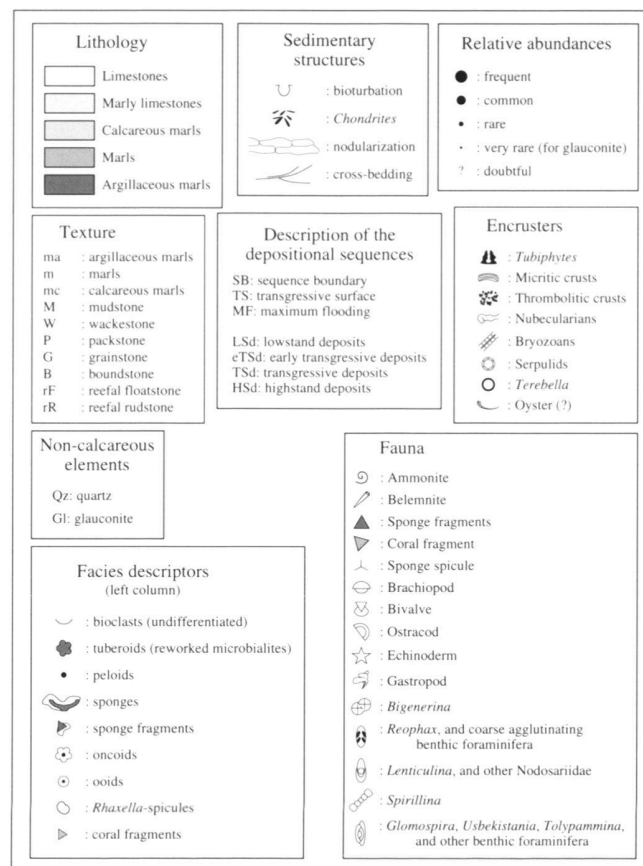 Lithology
Limestones
Marly limestones
Calcareous marls
Marls
Argillaceous marls
Sedimentary
structures
: bioturbation
: Chondrites
: nodularization
: cross-bedding
Relative abundances
: frequent
: common
: rare
: very rare (for glauconite)
? : doubtful
Texture
ma : argillaceous marls
m : marls
mc : calcareous marls
M : mudstone
W : wackestone
P : packstone
G : grainstone
B : boundstone
rF : reefal floatstone
rR : reefal rudstone
Description of the
depositional sequences
SB: sequence boundary
TS: transgressive surface
MF: maximum flooding
LSd: lowstand deposits
eTSd: early transgressive deposits
TSd: transgressive deposits
HSd: highstand deposits
Encrusters
: Tubiphytes
: Micritic crusts
: Thrombolitic crusts
: Nubecularians
: Bryozoans
: Serpulids
: Terebella
: Oyster (?)
Non-calcareous
elements
Qz: quartz
Gl: glauconite
Facies descriptors
(left column)
: bioclasts (undifferentiated)
: tuberoids (reworked microbialites)
: peloids
: sponges
: sponge fragments
: oncoids
: ooids
: Rhaxella-spicules
: coral fragments
Fauna
: Ammonite
: Belemnite
: Sponge fragments
: Coral fragment
: Sponge spicule
: Brachiopod
: Bivalve
: Ostracod
: Echinoderm
: Gastropod
: Bigenerina
: Reophax, and coarse agglutinating
benthic foraminifera
: Lenticulina, and other Nodosariidae
: Spirillina
: Glomospira, Usbekistania, Tolypammina,
and other benthic foraminifera